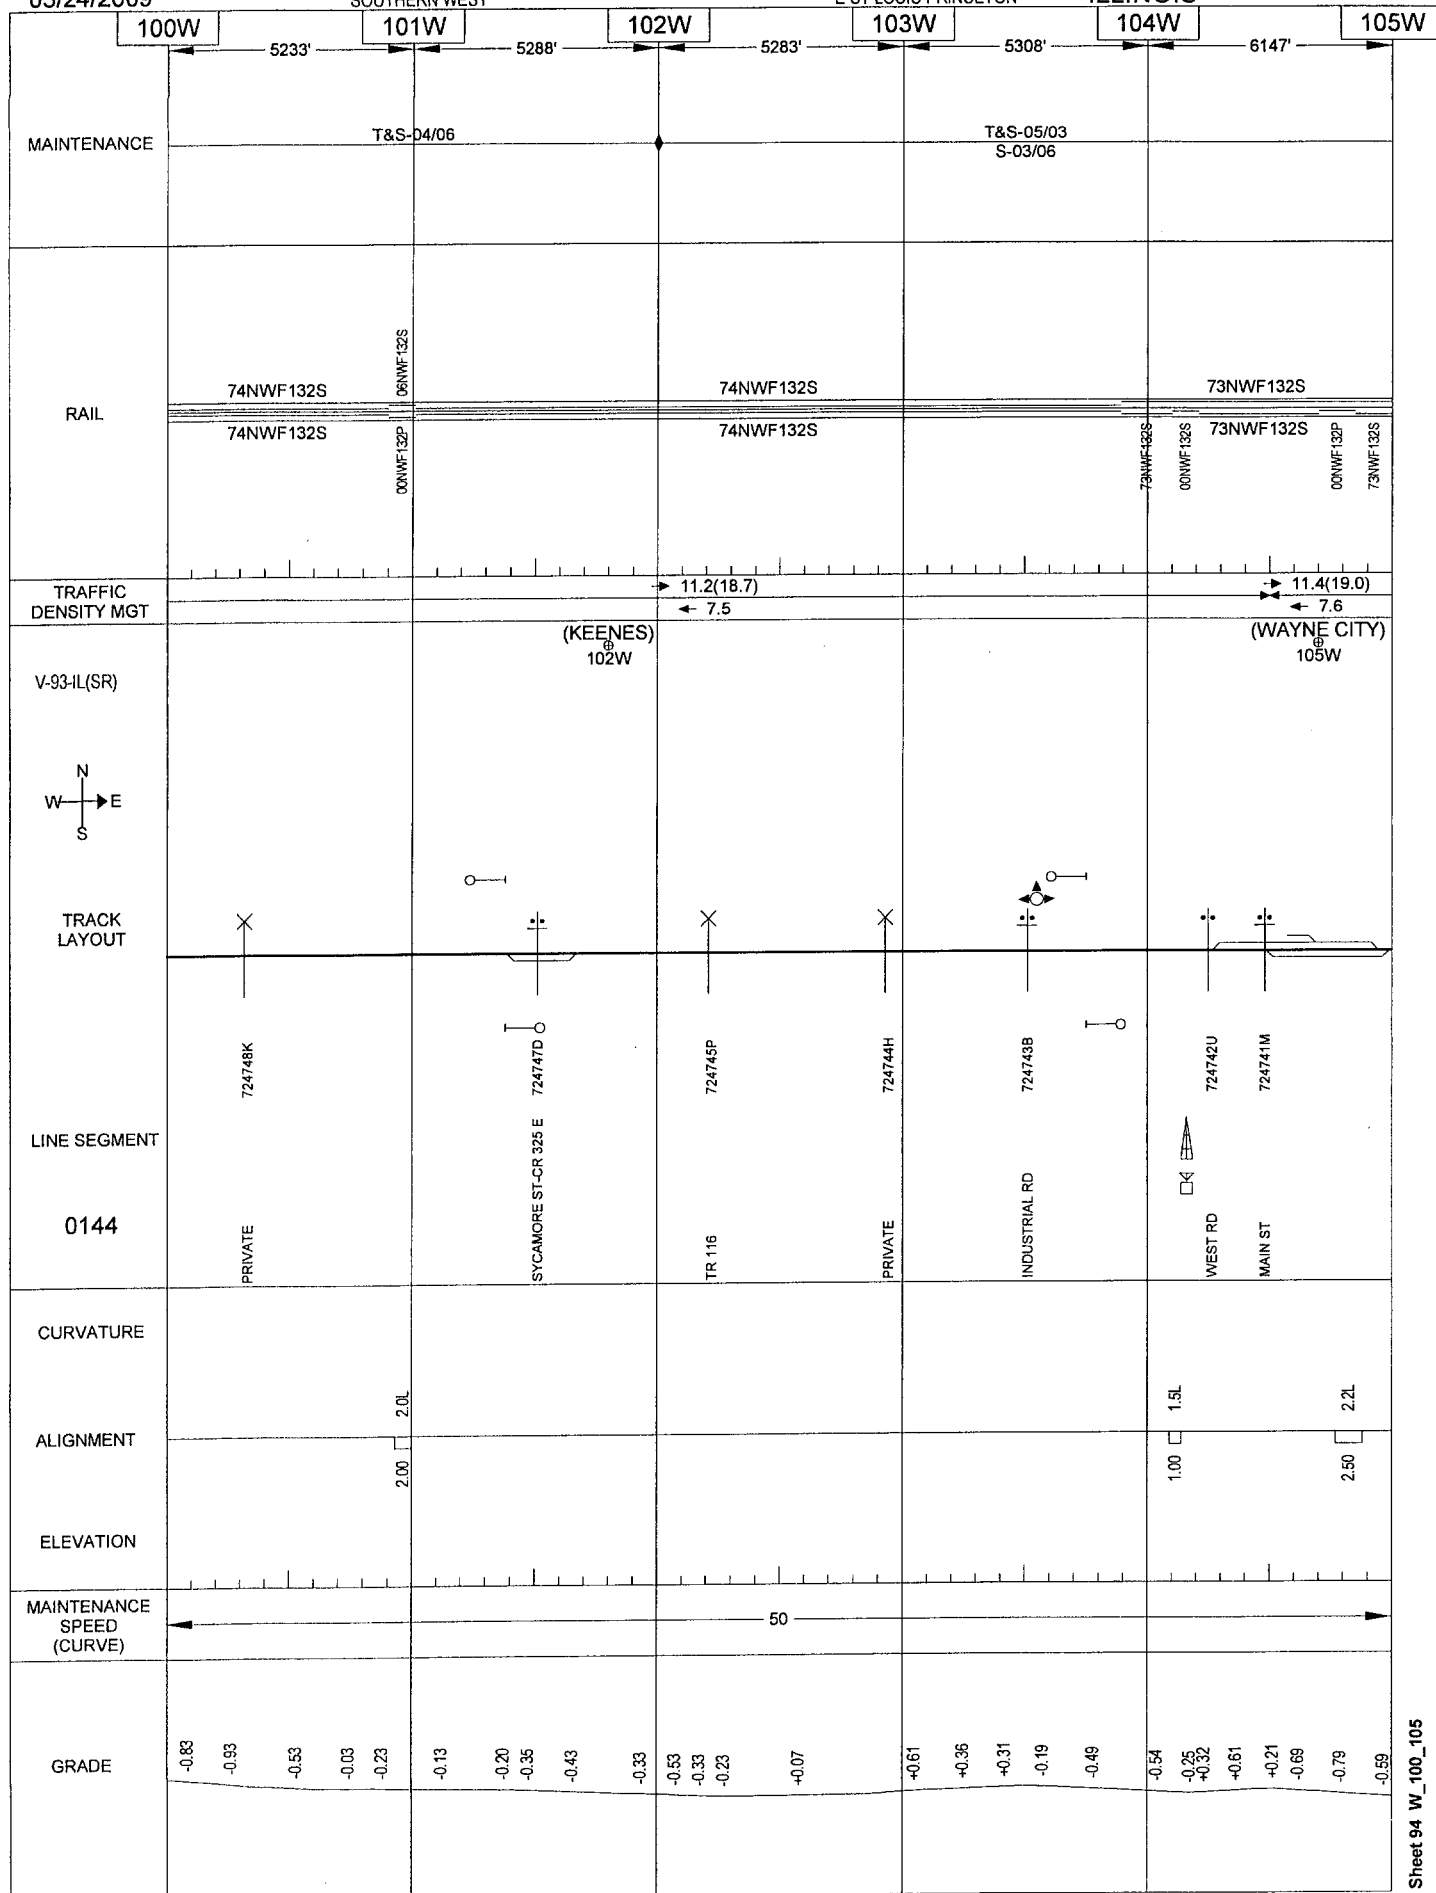 SOUTHERN WEST
ILLINOIS
100W 101W 102W 103W 104W 105W
5233' 5288' 5283' 5308' 6147'
MAINTENANCE
T&S-04/06
T&S-05/03
S-03/06
RAIL
06NWF132S
74NWF132S 74NWF132S 73NWF132S
74NWF132S 74NWF132S 73NWF132S
00NWF132P
73NWF132S
00NWF132S
00NWF132P
73NWF132S
TRAFFIC
DENSITY MGT
11.2(18.7)
7.5
11.4(19.0)
7.6
(KEENES)
102W
(WAYNE CITY)
105W
V-93-IL(SR)
N
W E
S
TRACK
LAYOUT
724748K
724747D
724745P
724744H
724743B
724742U
724741M
LINE SEGMENT
0144
PRIVATE
SYCAMORE ST-CR 325 E
TR 116
PRIVATE
INDUSTRIAL RD
WEST RD
MAIN ST
CURVATURE
2.0L
1.5L
2.2L
ALIGNMENT
2.00
1.00
2.50
ELEVATION
MAINTENANCE
SPEED
(CURVE)
50
GRADE
-0.83
-0.93
-0.53
-0.03
-0.23
-0.13
-0.20
-0.35
-0.43
-0.33
-0.53
-0.33
-0.23
+0.07
+0.61
+0.36
+0.31
-0.19
-0.49
-0.54
-0.25
+0.32
+0.61
+0.21
-0.69
-0.79
-0.59
Sheet 94 W_100_105